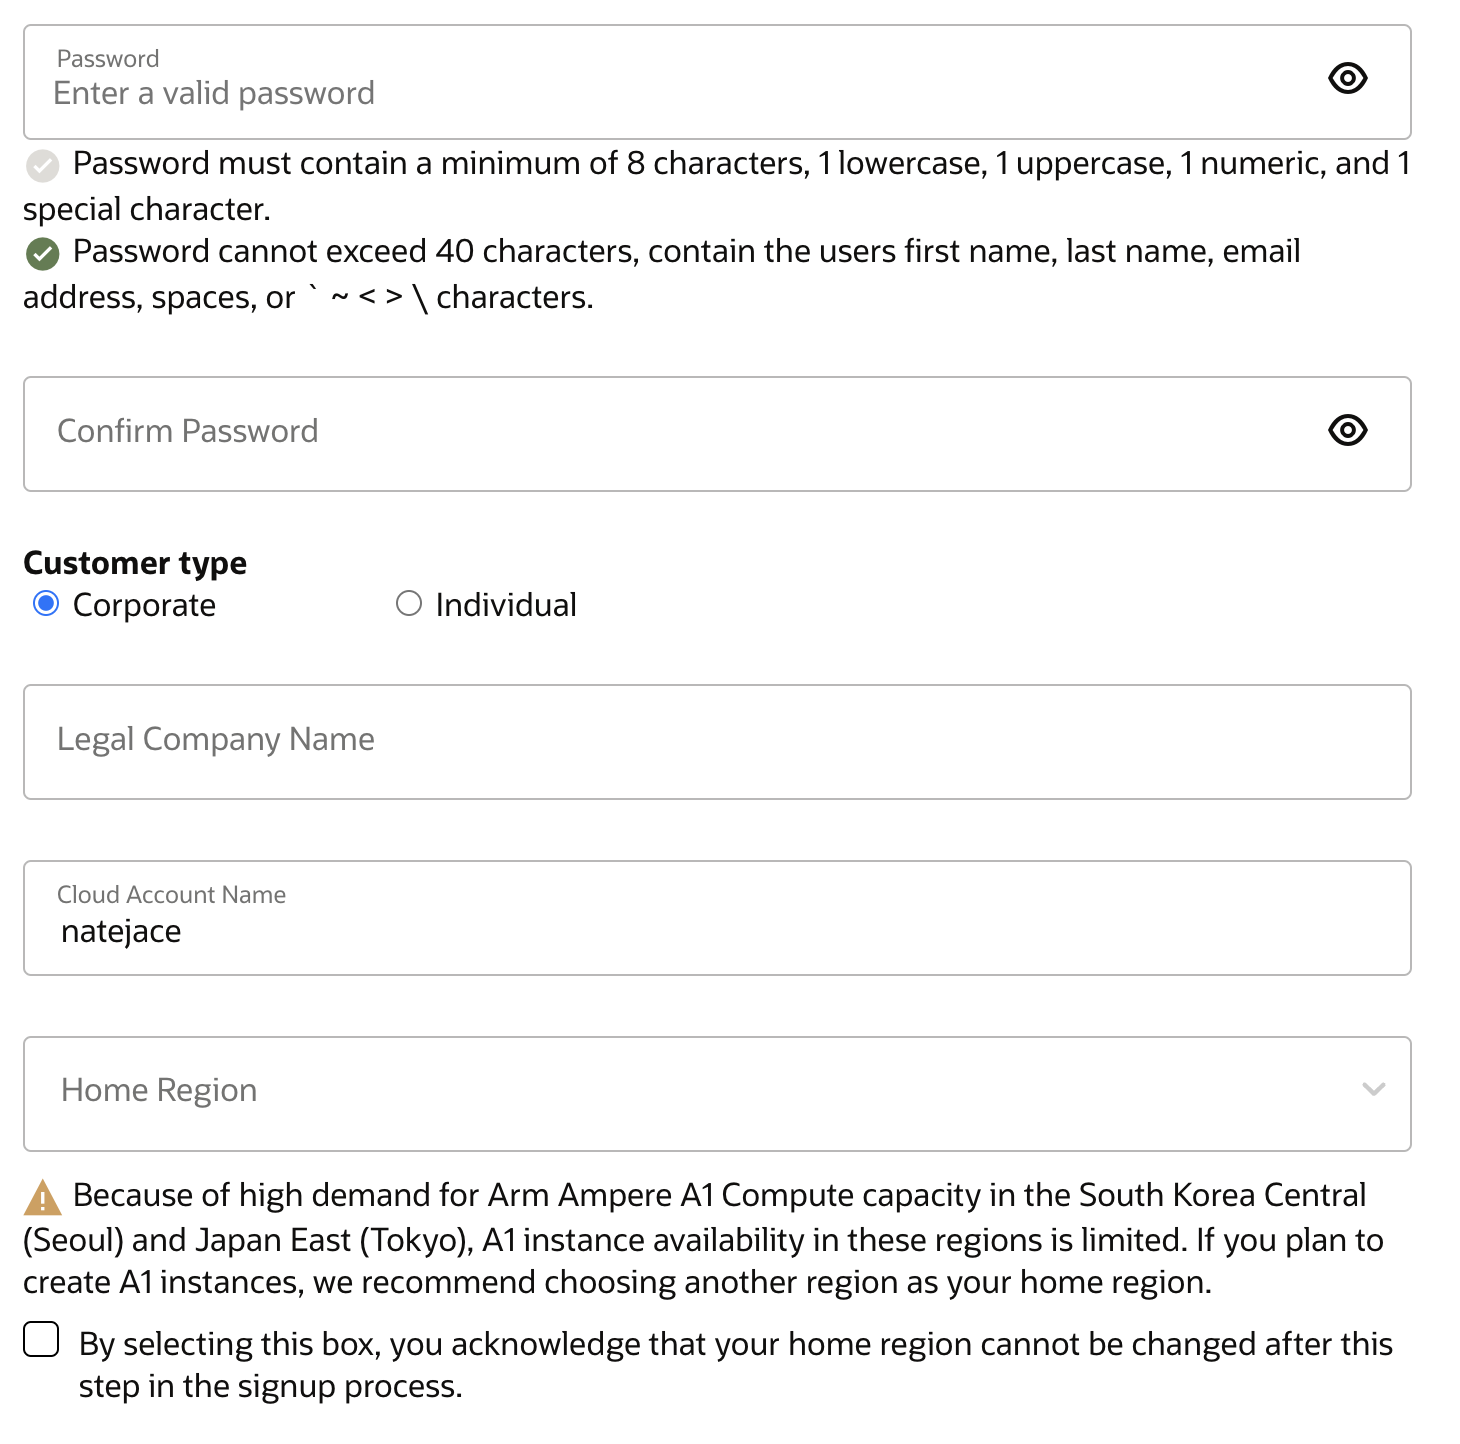 Password
Enter a valid password
Password must contain a minimum of 8 characters, 1 lowercase, 1 uppercase, 1 numeric, and 1
special character.
Password cannot exceed 40 characters, contain the users first name, last name, email
address, spaces, or ` ~ < > \ characters.
Confirm Password
Customer type
Corporate Individual
Legal Company Name
Cloud Account Name
natejace
Home Region
Because of high demand for Arm Ampere A1 Compute capacity in the South Korea Central
(Seoul) and Japan East (Tokyo), A1 instance availability in these regions is limited. If you plan to
create A1 instances, we recommend choosing another region as your home region.
By selecting this box, you acknowledge that your home region cannot be changed after this
step in the signup process.